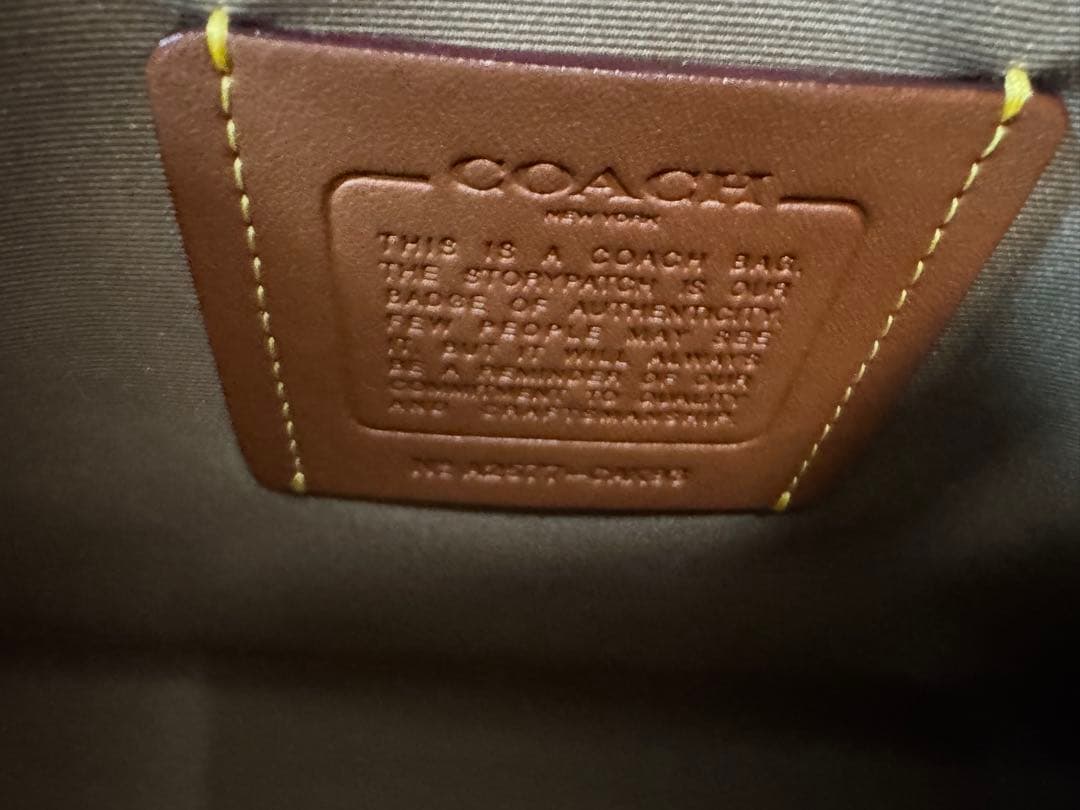 COACH
NEW YORK
THIS IS A COACH BAG.
THE STORYPATCH IS OUR
BADGE OF AUTHENTICITY.
FEW PEOPLE MAY SEE
IT, BUT IT WILL ALWAYS
BE A REMINDER OF OUR
COMMITMENT TO QUALITY
AND CRAFTSMANSHIP.
Nº